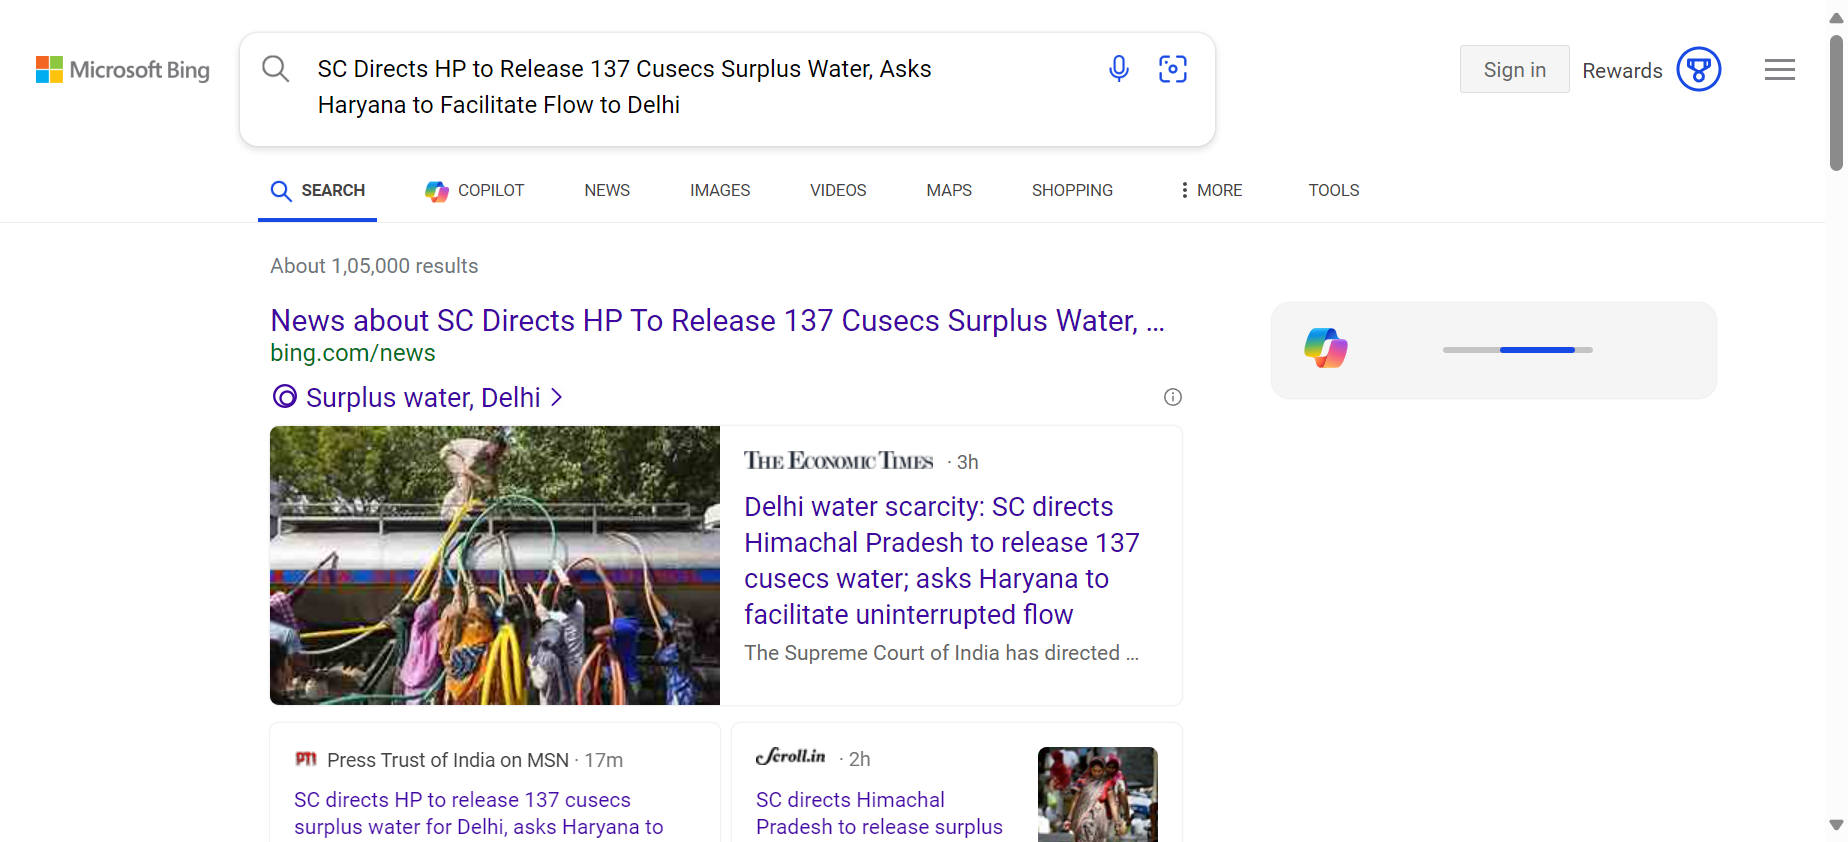 Microsoft Bing
SC Directs HP to Release 137 Cusecs Surplus Water, Asks
Haryana to Facilitate Flow to Delhi
Sign in
Rewards
SEARCH
COPILOT
NEWS
IMAGES
VIDEOS
MAPS
SHOPPING
MORE
TOOLS
About 1,05,000 results
News about SC Directs HP To Release 137 Cusecs Surplus Water, ...
bing.com/news
Surplus water, Delhi
THE ECONOMIC TIMES · 3h
Delhi water scarcity: SC directs
Himachal Pradesh to release 137
cusecs water; asks Haryana to
facilitate uninterrupted flow
The Supreme Court of India has directed ...
PTI Press Trust of India on MSN · 17m
SC directs HP to release 137 cusecs
surplus water for Delhi, asks Haryana to
Scroll.in · 2h
SC directs Himachal
Pradesh to release surplus